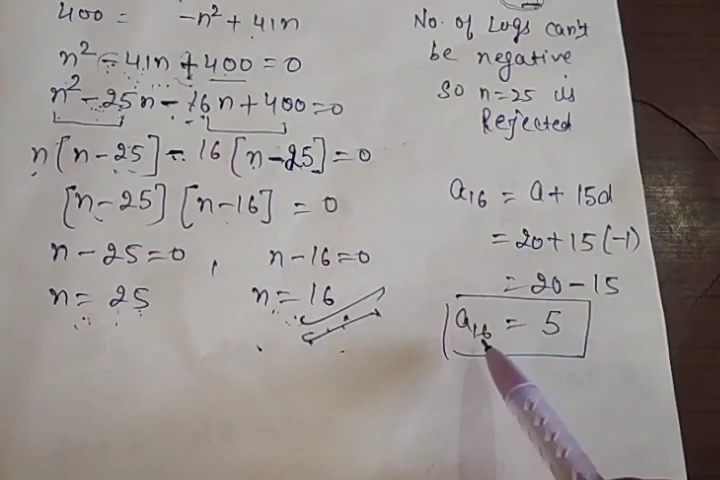 400 = -n² + 41n
n² - 41n + 400 = 0
n² - 25n - 16n + 400 = 0
n[n-25] - 16[n-25] = 0
[n-25] [n-16] = 0
n - 25 = 0 , n - 16 = 0
n = 25 n = 16
No. of Logs can't
be negative
So n=25 is
Rejected
a₁₆ = a + 15d
= 20 + 15(-1)
= 20 - 15
a₁₆ = 5